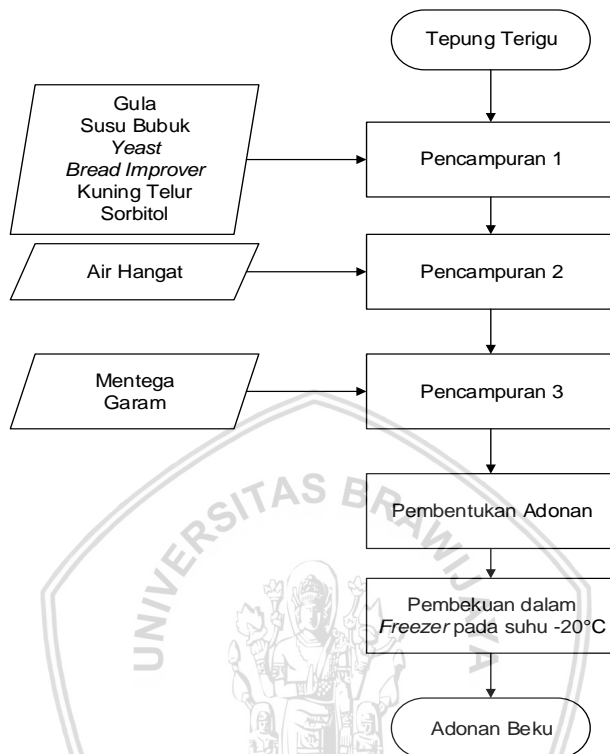 Tepung Terigu
Gula
Susu Bubuk
Yeast
Bread Improver
Kuning Telur
Sorbitol
Pencampuran 1
Air Hangat
Pencampuran 2
Mentega
Garam
Pencampuran 3
Pembentukan Adonan
Pembekuan dalam
Freezer pada suhu -20°C
Adonan Beku
UNIVERSITAS BRAWIJAYA